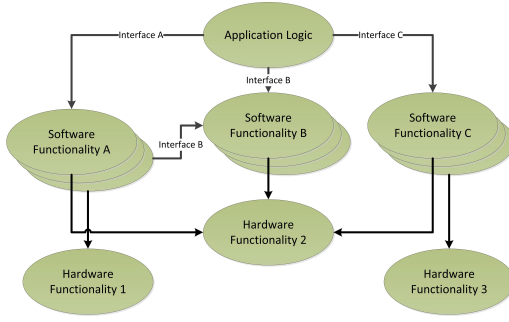 Application Logic
Interface A
Interface C
Interface B
Software
Functionality A
Software
Functionality B
Software
Functionality C
Interface B
Hardware
Functionality 2
Hardware
Functionality 1
Hardware
Functionality 3